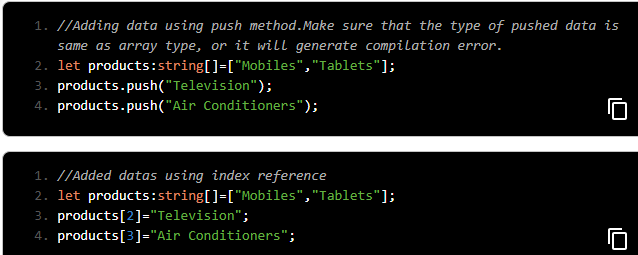 1. //Adding data using push method.Make sure that the type of pushed data is
same as array type, or it will generate compilation error.
2. let products:string[]=["Mobiles","Tablets"];
3. products.push("Television");
4. products.push("Air Conditioners");
1. //Added datas using index reference
2. let products:string[]=["Mobiles","Tablets"];
3. products[2]="Television";
4. products[3]="Air Conditioners";